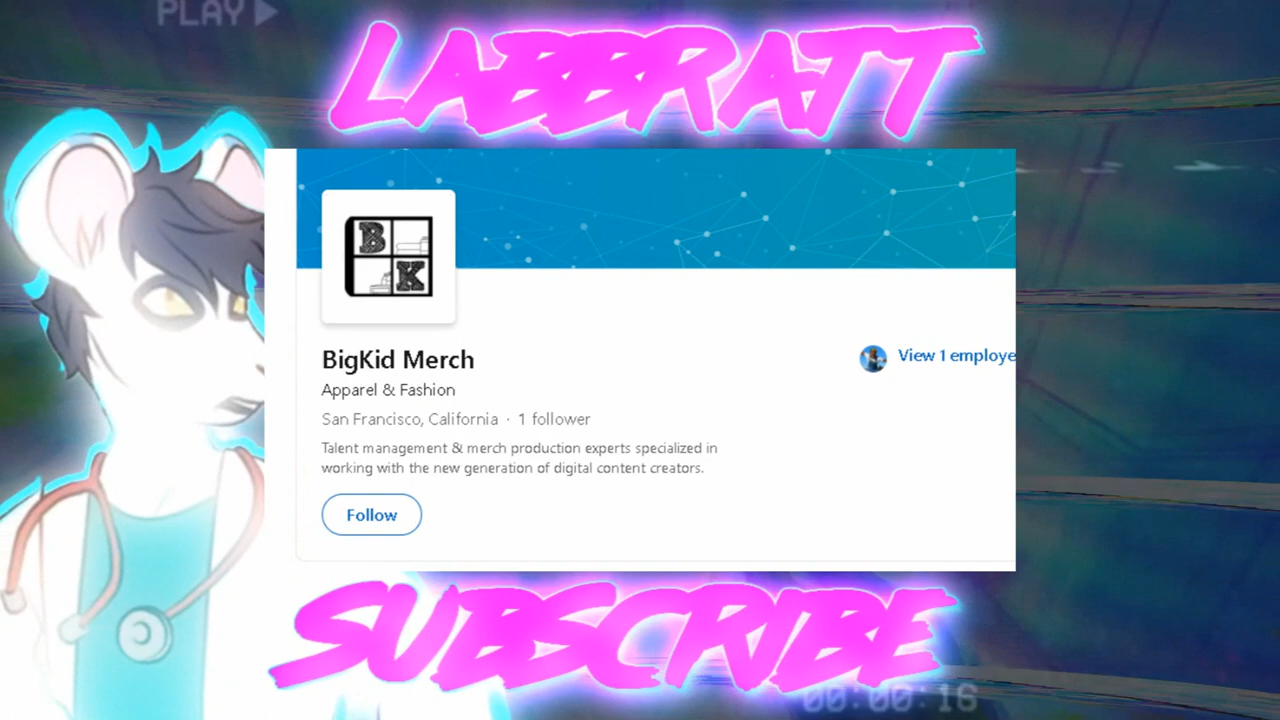 PLAY
LABBRATT
B
K
BigKid Merch
Apparel & Fashion
San Francisco, California · 1 follower
View 1 employe
Talent management & merch production experts specialized in
working with the new generation of digital content creators.
Follow
SUBSCRIBE
00:00:16